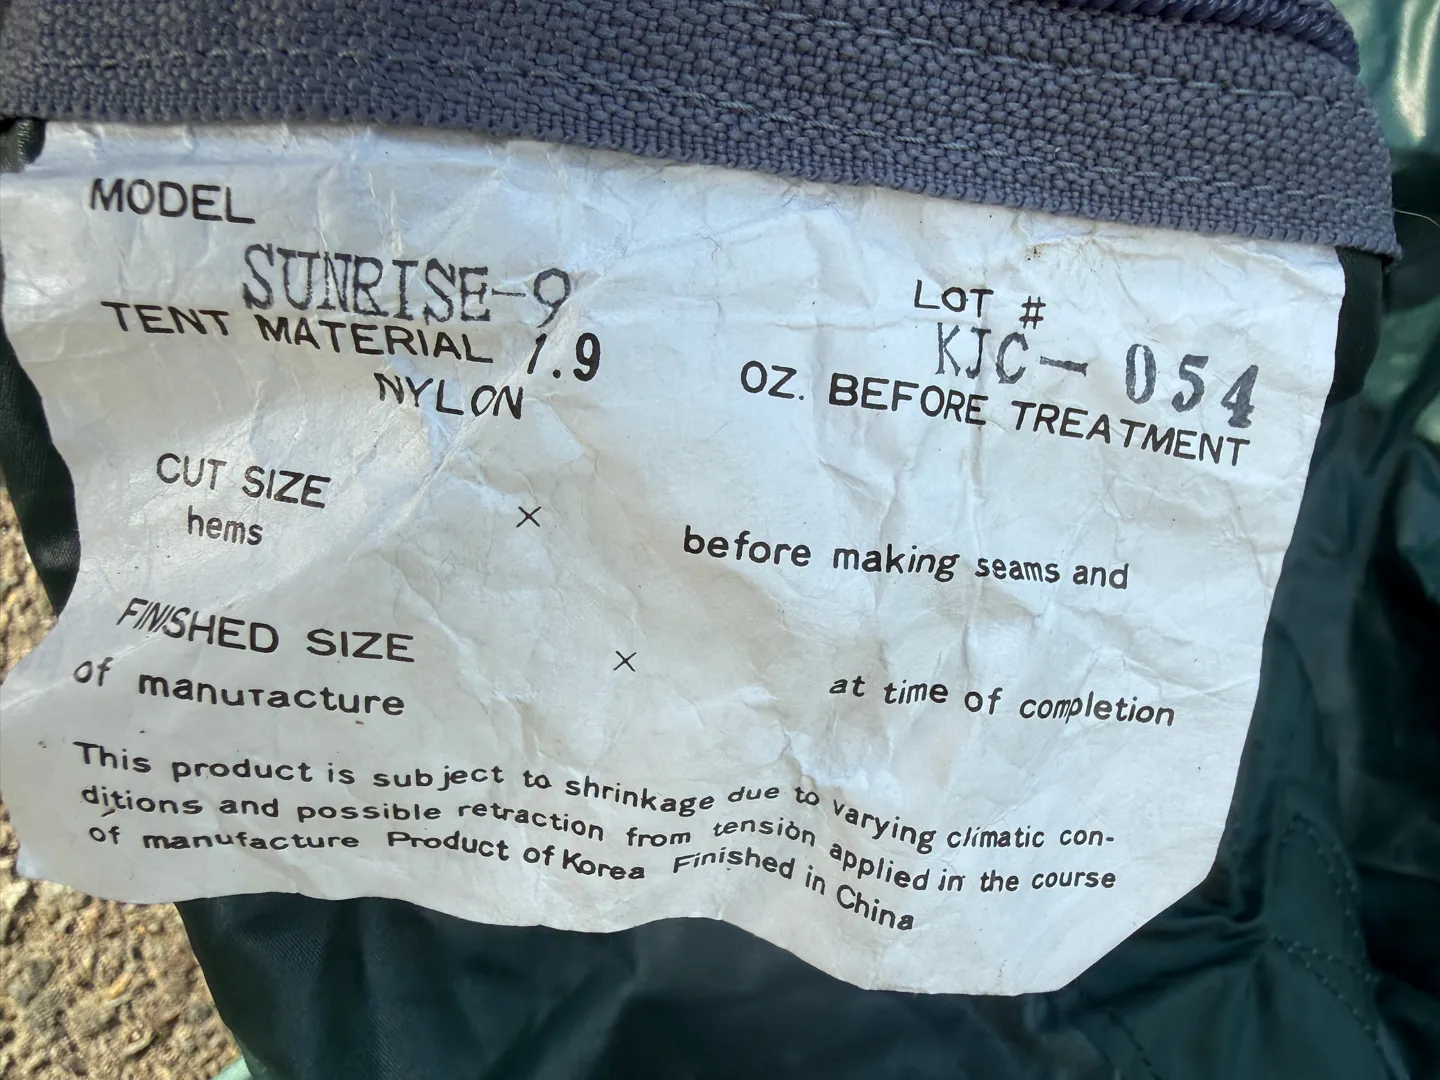 MODEL
SUNRISE-9
LOT #
KJC-054
TENT MATERIAL 1.9 OZ. BEFORE TREATMENT
NYLON
CUT SIZE × before making seams and
hems
FINISHED SIZE × at time of completion
of manufacture
This product is subject to shrinkage due to varying climatic con-
ditions and possible retraction from tension applied in the course
of manufacture Product of Korea Finished in China